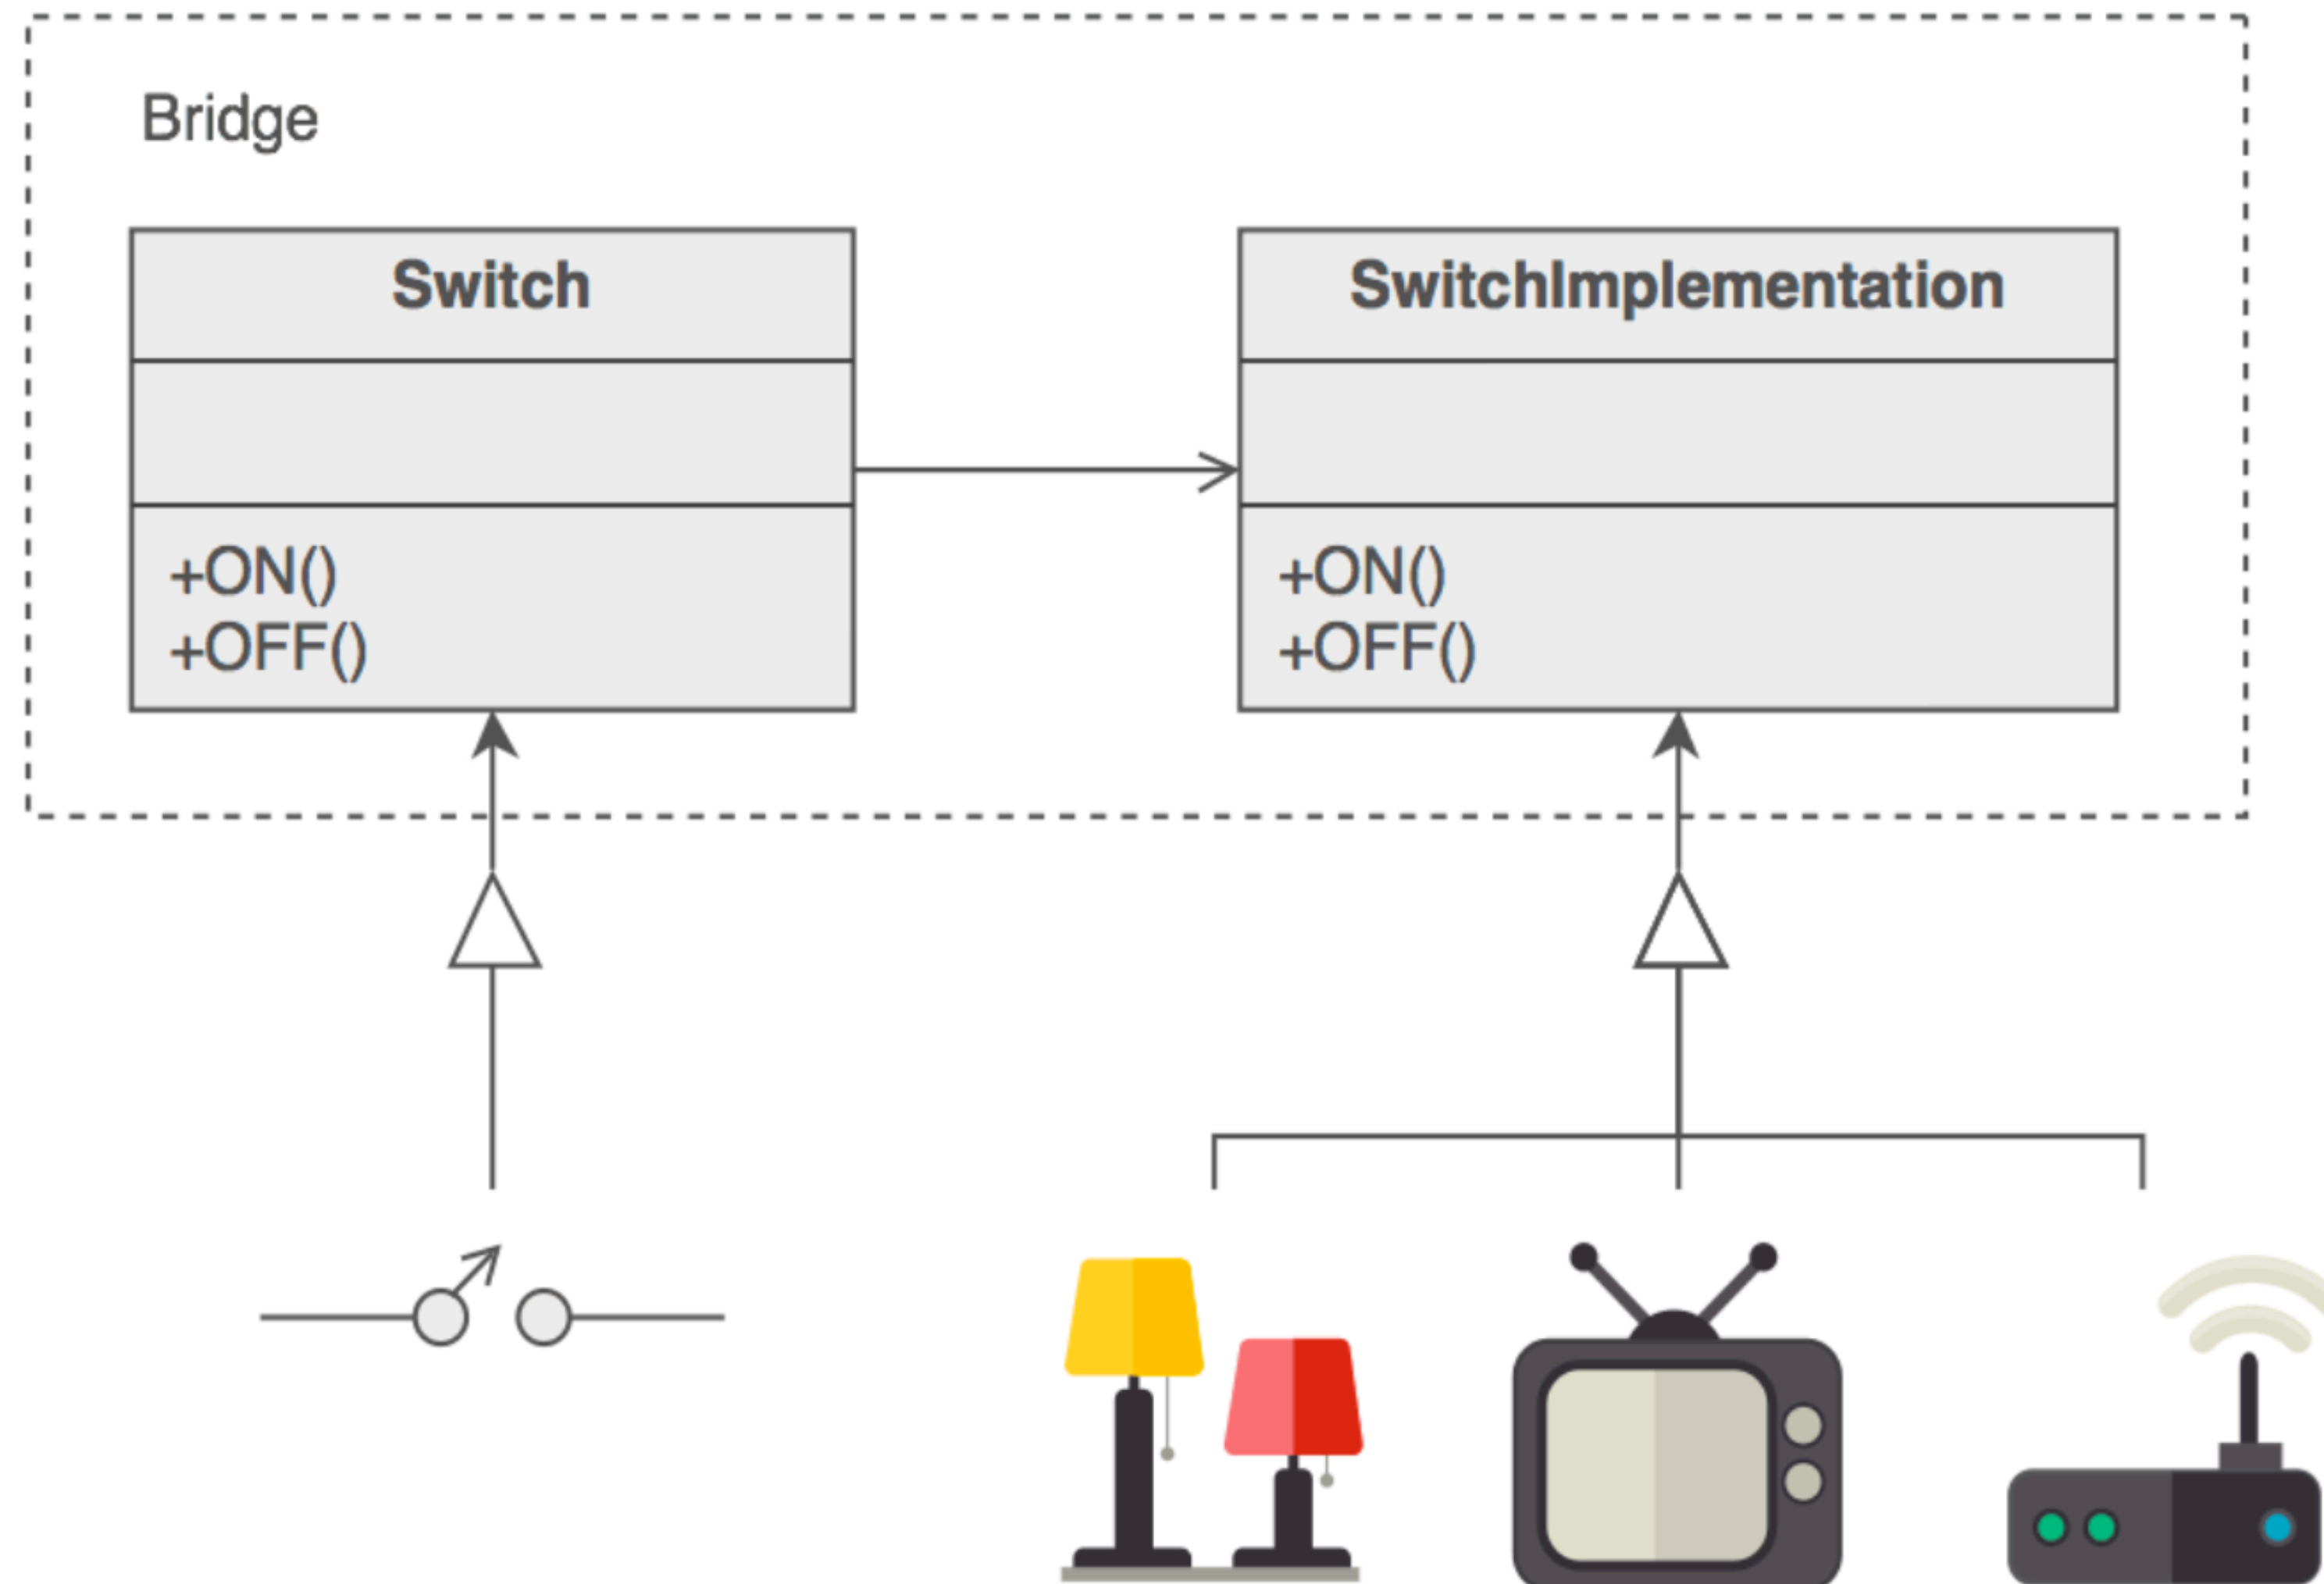 Bridge
Switch
SwitchImplementation
+ON()
+OFF()
+ON()
+OFF()